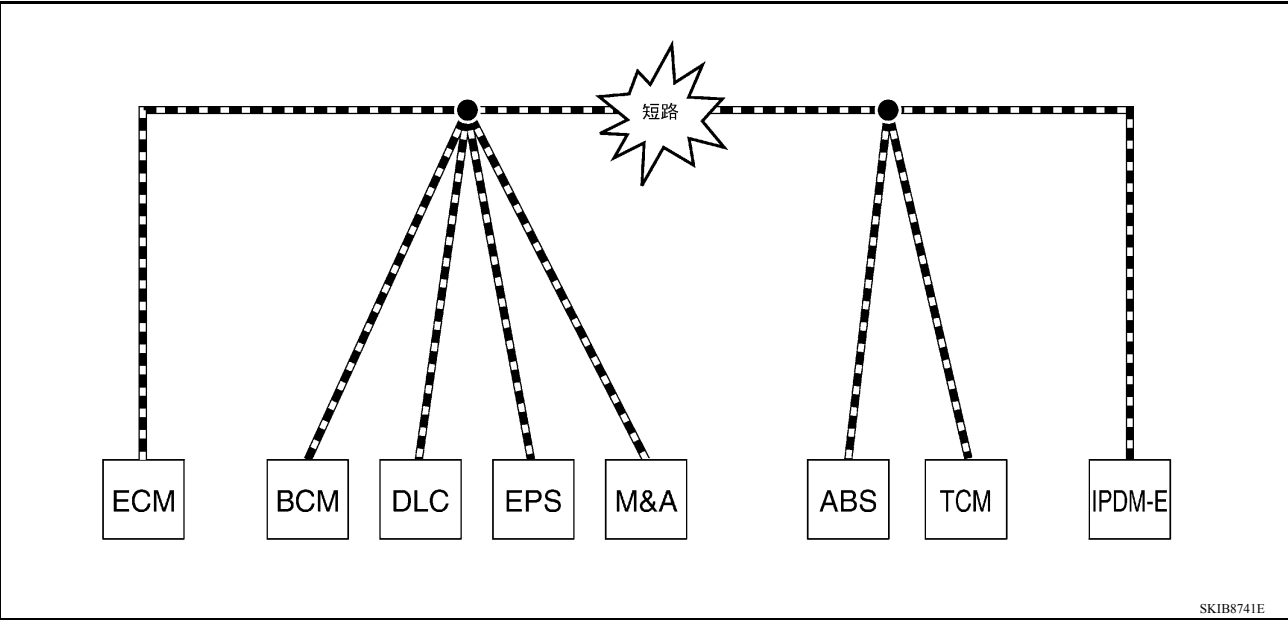 短路
ECM
BCM
DLC
EPS
M&A
ABS
TCM
IPDM-E
SKIB8741E